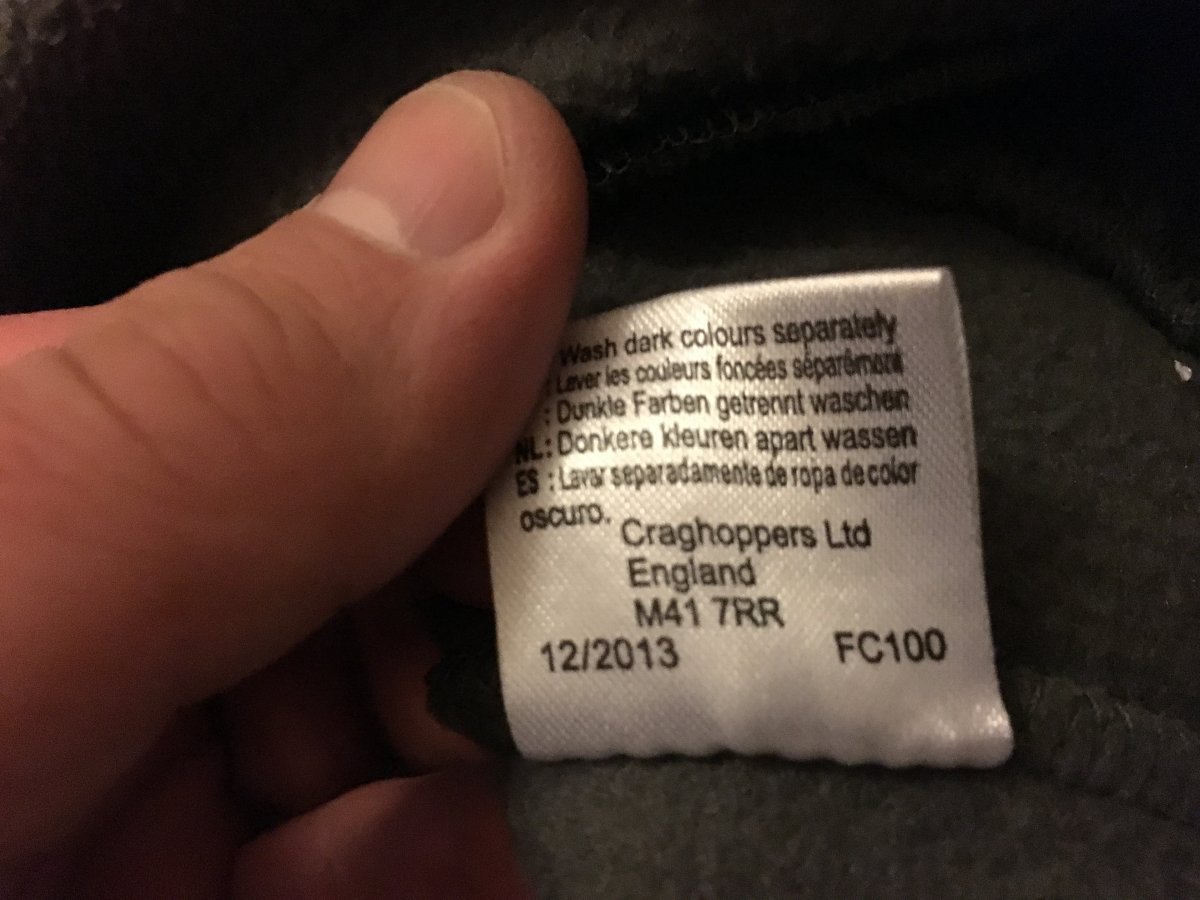 Wash dark colours separately
: Laver les couleurs foncées séparément
: Dunkle Farben getrennt waschen
NL: Donkere kleuren apart wassen
ES : Lavar separadamente de ropa de color
oscuro.
Craghoppers Ltd
England
M41 7RR
12/2013 FC100